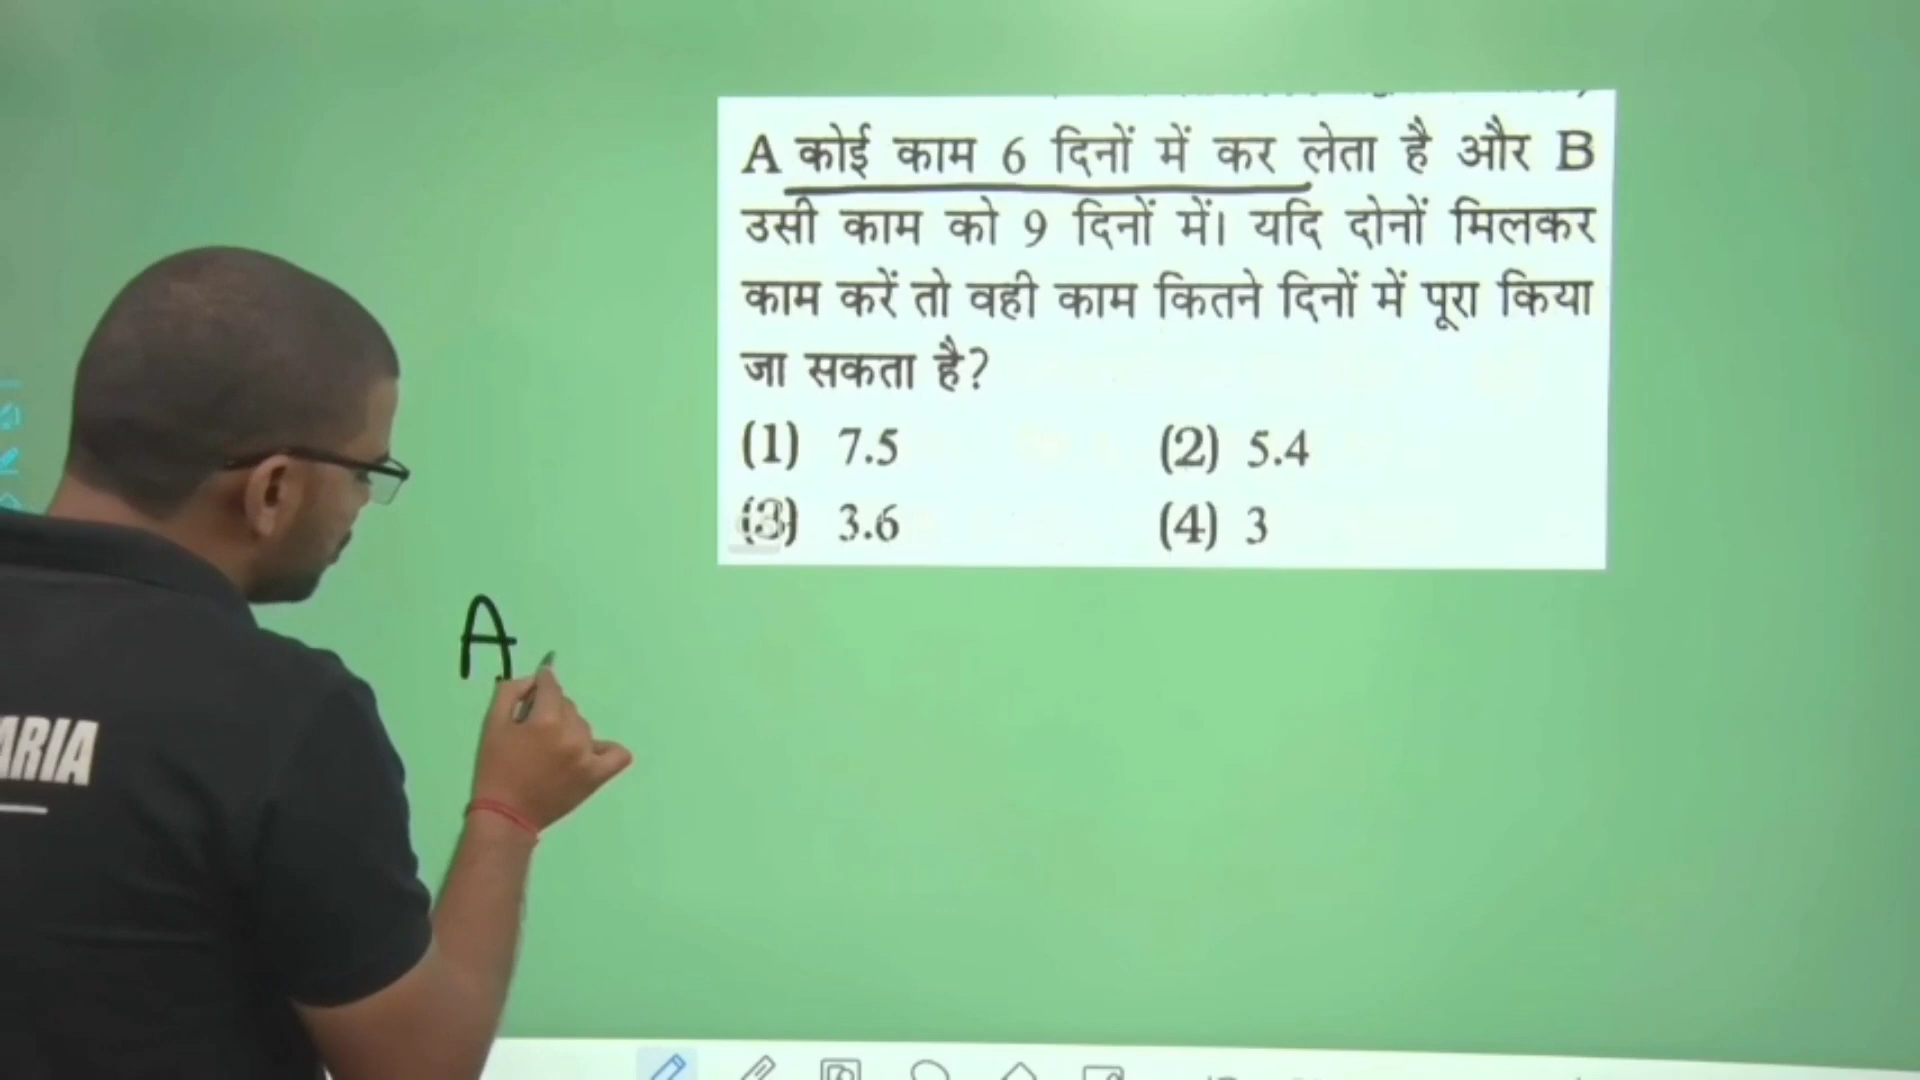 A कोई काम 6 दिनों में कर लेता है और B
उसी काम को 9 दिनों में। यदि दोनों मिलकर
काम करें तो वही काम कितने दिनों में पूरा किया
जा सकता है?
(1) 7.5 (2) 5.4
(3) 3.6 (4) 3
A
ARIA